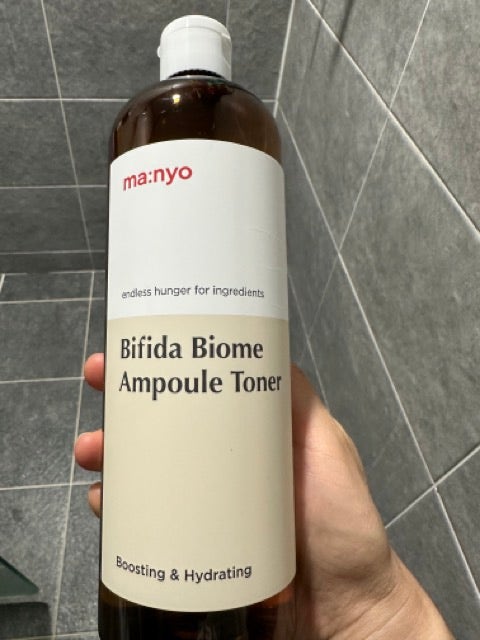 ma:nyo
endless hunger for ingredients
Bifida Biome
Ampoule Toner
Boosting & Hydrating